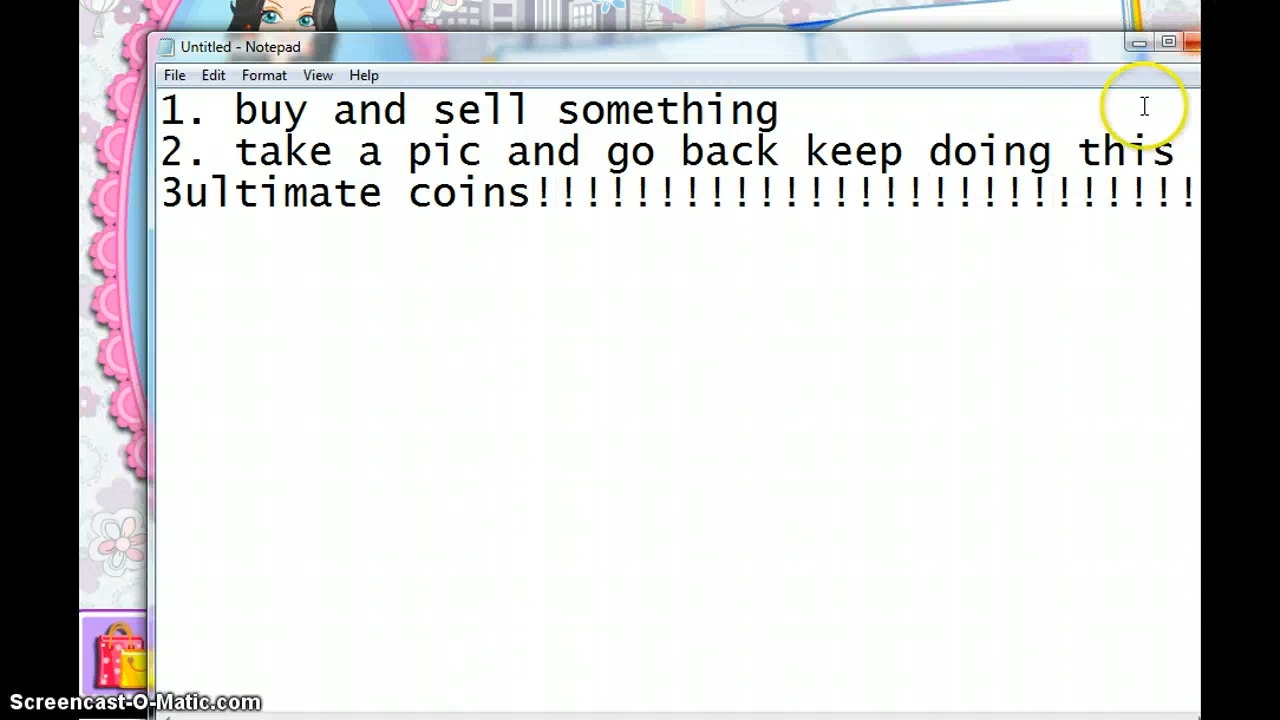 Untitled - Notepad
File Edit Format View Help
1. buy and sell something
2. take a pic and go back keep doing this
3ultimate coins!!!!!!!!!!!!!!!!!!!!!!!!!!!
Screencast-O-Matic.com